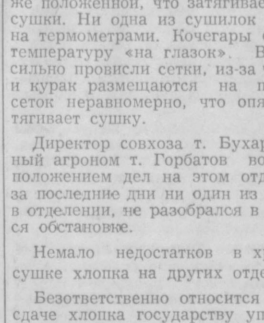 же положенной, что затягивае
сушки. Ни одна из сушилок
на термометрами. Кочегары
температуру «на глазок». В
сильно провисли сетки, из-за
и курак размещаются на п
сеток неравномерно, что опя
тягивает сушку.
Директор совхоза т. Бухар
ный агроном т. Горбатов во
положением дел на этом отд
за последние дни ни один из
в отделении, не разобрался в
ся обстановке.
Немало недостатков в х
сушке хлопка на других отде
Безответственно относится
сдаче хлопка государству уп